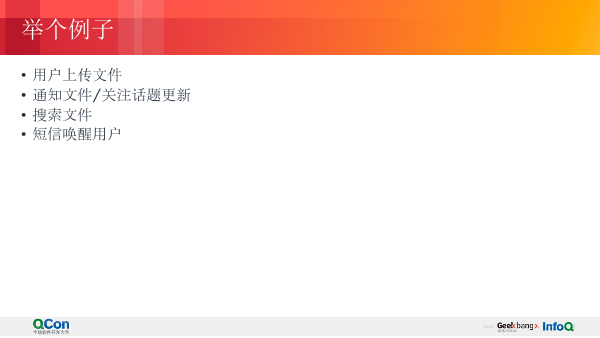 举个例子
• 用户上传文件
• 通知文件/关注话题更新
• 搜索文件
• 短信唤醒用户
QCon
全球软件开发大会
Geekbang
InfoQ